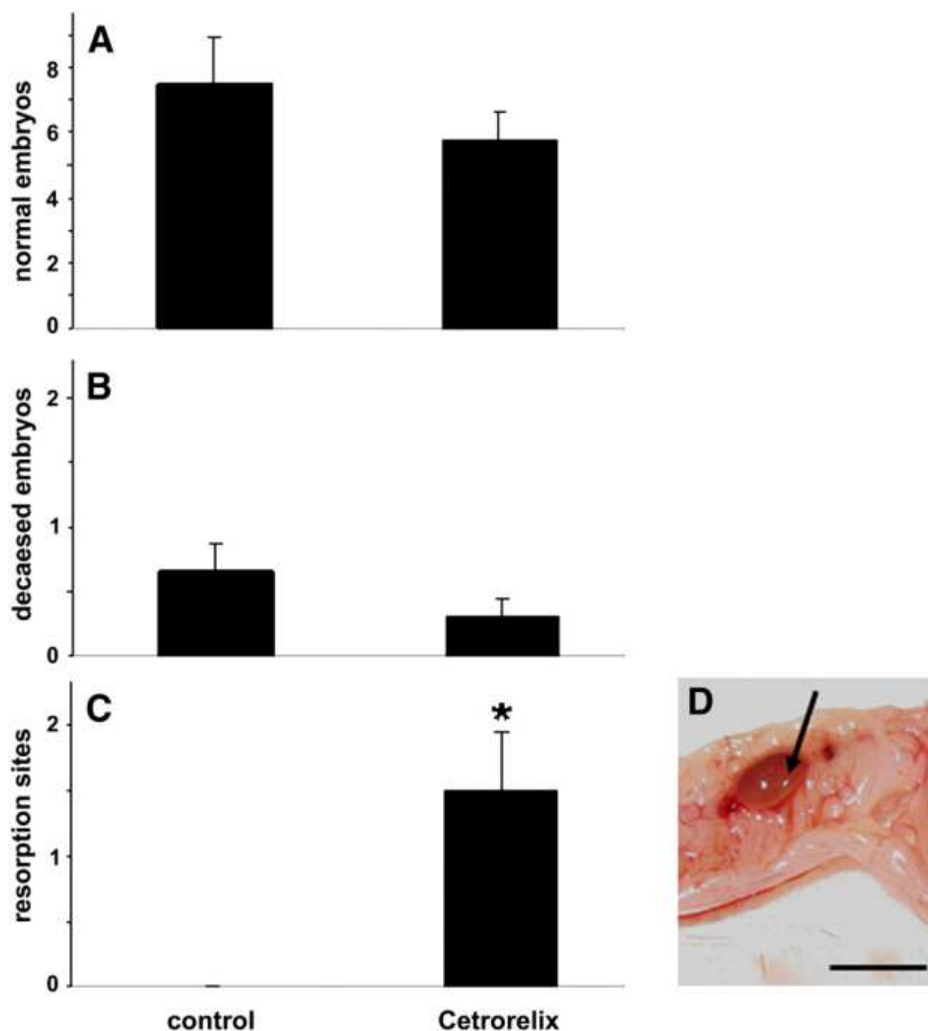 A
normal embryos
8
6
4
2
0
B
decaesed embryos
2
1
0
C
resorption sites
2
1
0
*
D
control
Cetrorelix